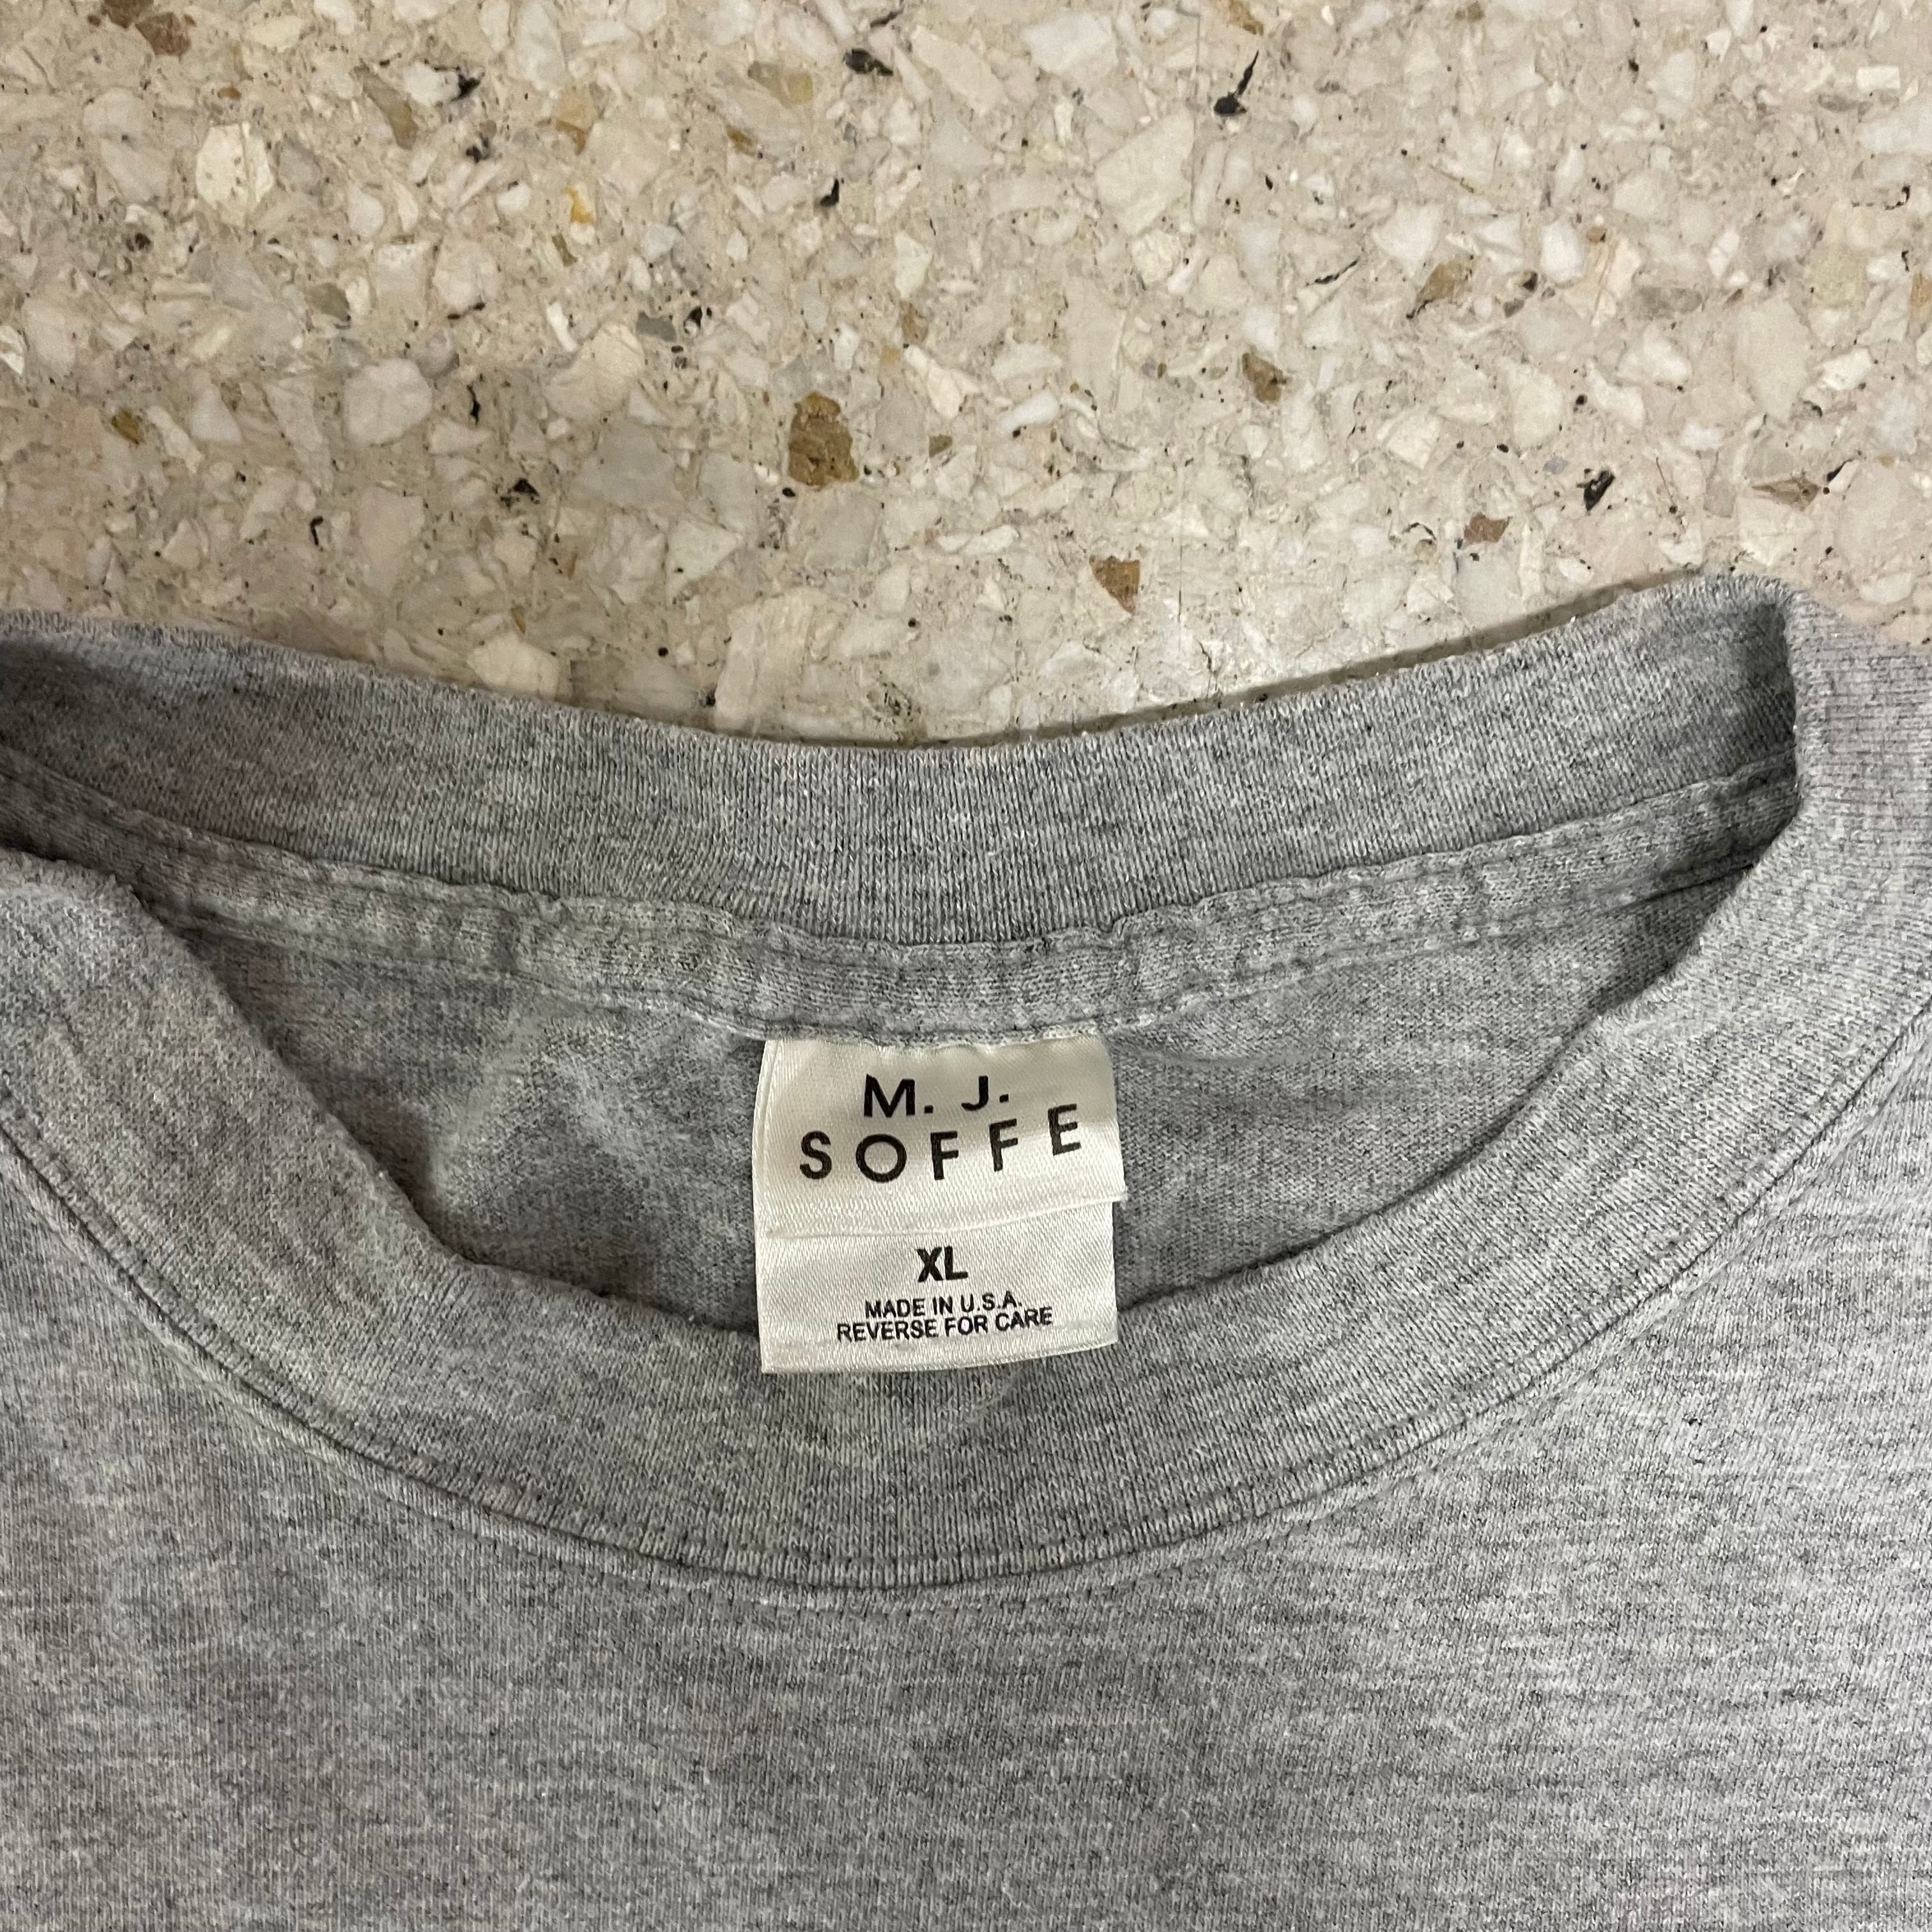 M. J.
SOFFE
XL
MADE IN U.S.A.
REVERSE FOR CARE